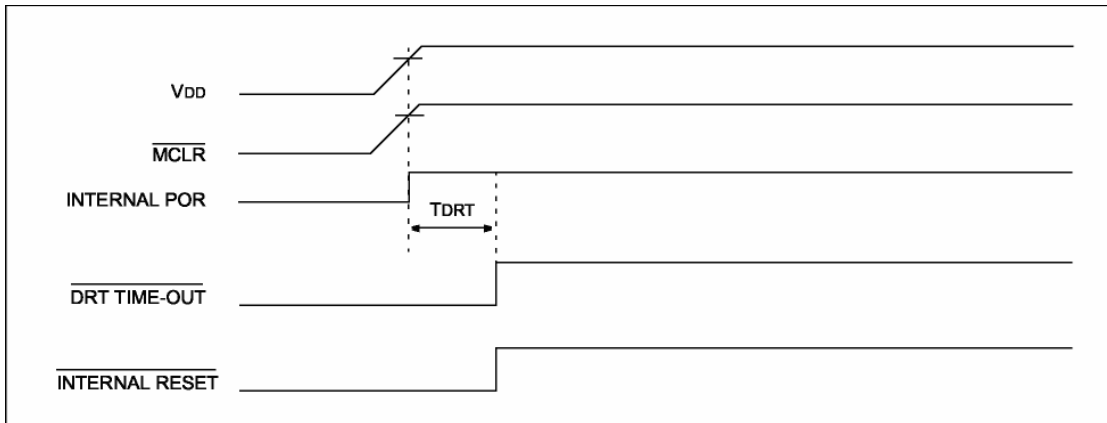 VDD
MCLR
INTERNAL POR
TDRT
DRT TIME-OUT
INTERNAL RESET